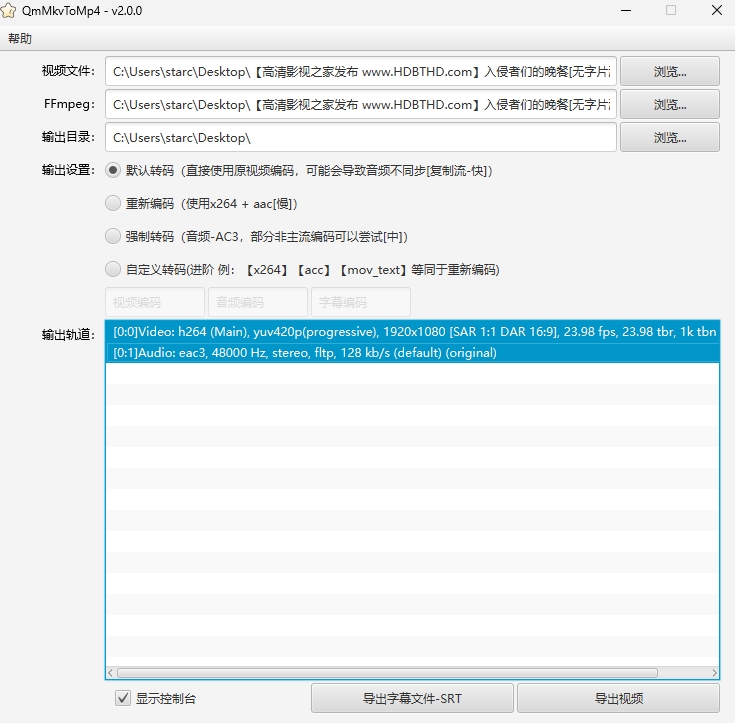 QmMkvToMp4 - v2.0.0
帮助
视频文件: C:\Users\starc\Desktop\【高清影视之家发布 www.HDBTHD.com】入侵者们的晚餐[无字片源 浏览...
FFmpeg: C:\Users\starc\Desktop\【高清影视之家发布 www.HDBTHD.com】入侵者们的晚餐[无字片源 浏览...
输出目录: C:\Users\starc\Desktop\ 浏览...
输出设置: 默认转码（直接使用原视频编码，可能会导致音频不同步[复制流-快]）
重新编码（使用x264 + aac[慢]）
强制转码（音频-AC3，部分非主流编码可以尝试[中]）
自定义转码(进阶 例：【x264】【acc】【mov_text】等同于重新编码)
视频编码 音频编码 字幕编码
输出轨道: [0:0]Video: h264 (Main), yuv420p(progressive), 1920x1080 [SAR 1:1 DAR 16:9], 23.98 fps, 23.98 tbr, 1k tbn
[0:1]Audio: eac3, 48000 Hz, stereo, fltp, 128 kb/s (default) (original)
显示控制台 导出字幕文件-SRT 导出视频